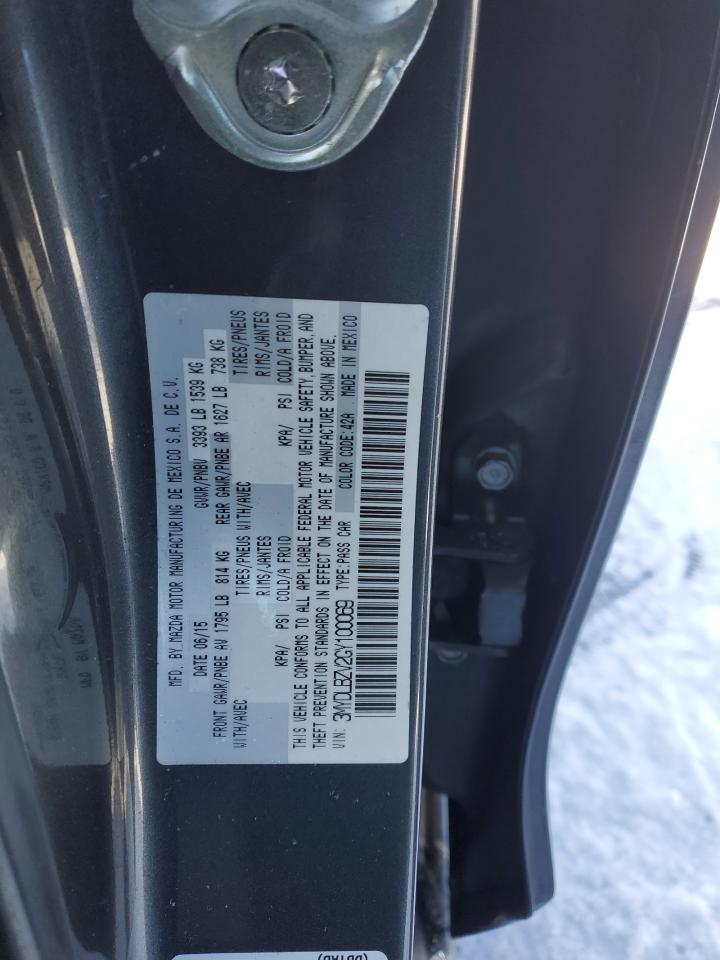 MFD. BY MAZDA MOTOR MANUFACTURING DE MEXICO S.A. DE C.V.
DATE 06/15 GVWR/PNBV 3393 LB 1539 KG
FRONT GAWR/PNBE AV 1795 LB 814 KG REAR GAWR/PNBE AR 1627 LB 738 KG
WITH/AVEC TIRES/PNEUS WITH/AVEC TIRES/PNEUS
RIMS/JANTES RIMS/JANTES
KPA/ PSI COLD/A FROID KPA/ PSI COLD/A FROID
THIS VEHICLE CONFORMS TO ALL APPLICABLE FEDERAL MOTOR VEHICLE SAFETY, BUMPER, AND
THEFT PREVENTION STANDARDS IN EFFECT ON THE DATE OF MANUFACTURE SHOWN ABOVE.
VIN: 3MYDLBZV2GY100069 TYPE:PASS CAR COLOR CODE:42A MADE IN MEXICO